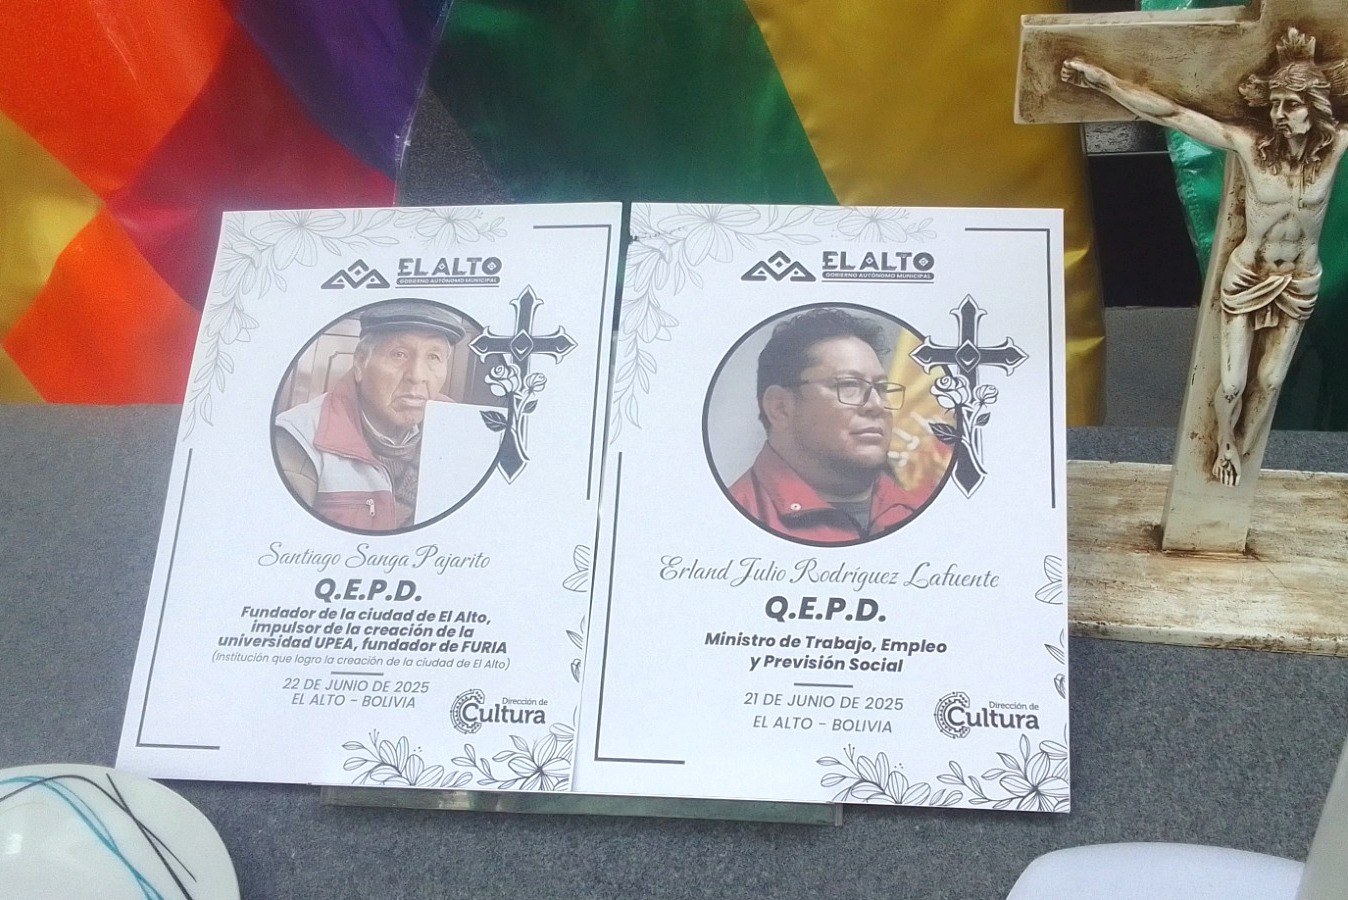 EL ALTO
GOBIERNO AUTÓNOMO MUNICIPAL
Santiago Sanga Pajarito
Q.E.P.D.
Fundador de la ciudad de El Alto,
impulsor de la creación de la
universidad UPEA, fundador de FURIA
(Institución que logro la creación de la ciudad de El Alto)
22 DE JUNIO DE 2025
EL ALTO - BOLIVIA
Dirección de
Cultura
EL ALTO
GOBIERNO AUTÓNOMO MUNICIPAL
Erland Julio Rodríguez Lafuente
Q.E.P.D.
Ministro de Trabajo, Empleo
y Previsión Social
21 DE JUNIO DE 2025
EL ALTO - BOLIVIA
Dirección de
Cultura